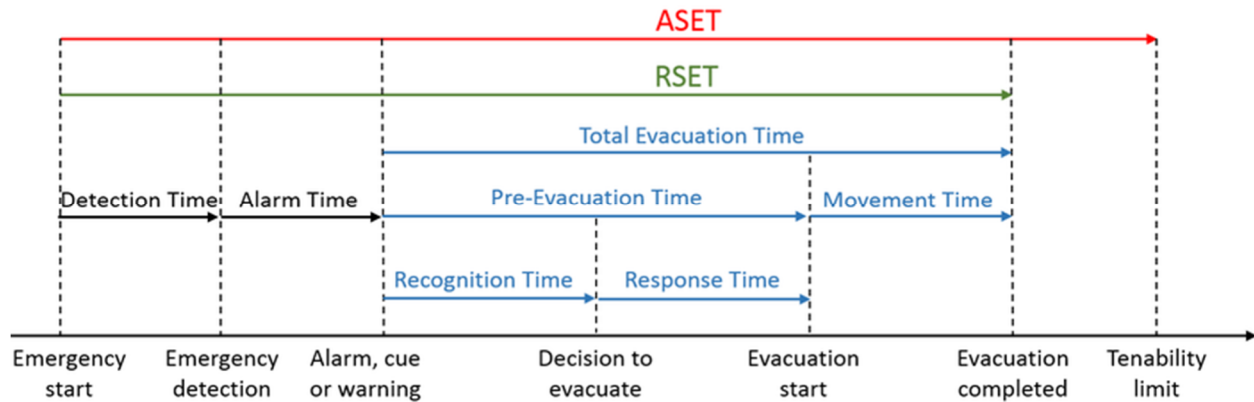 ASET
RSET
Total Evacuation Time
Detection Time
Alarm Time
Pre-Evacuation Time
Movement Time
Recognition Time
Response Time
Emergency
start
Emergency
detection
Alarm, cue
or warning
Decision to
evacuate
Evacuation
start
Evacuation
completed
Tenability
limit